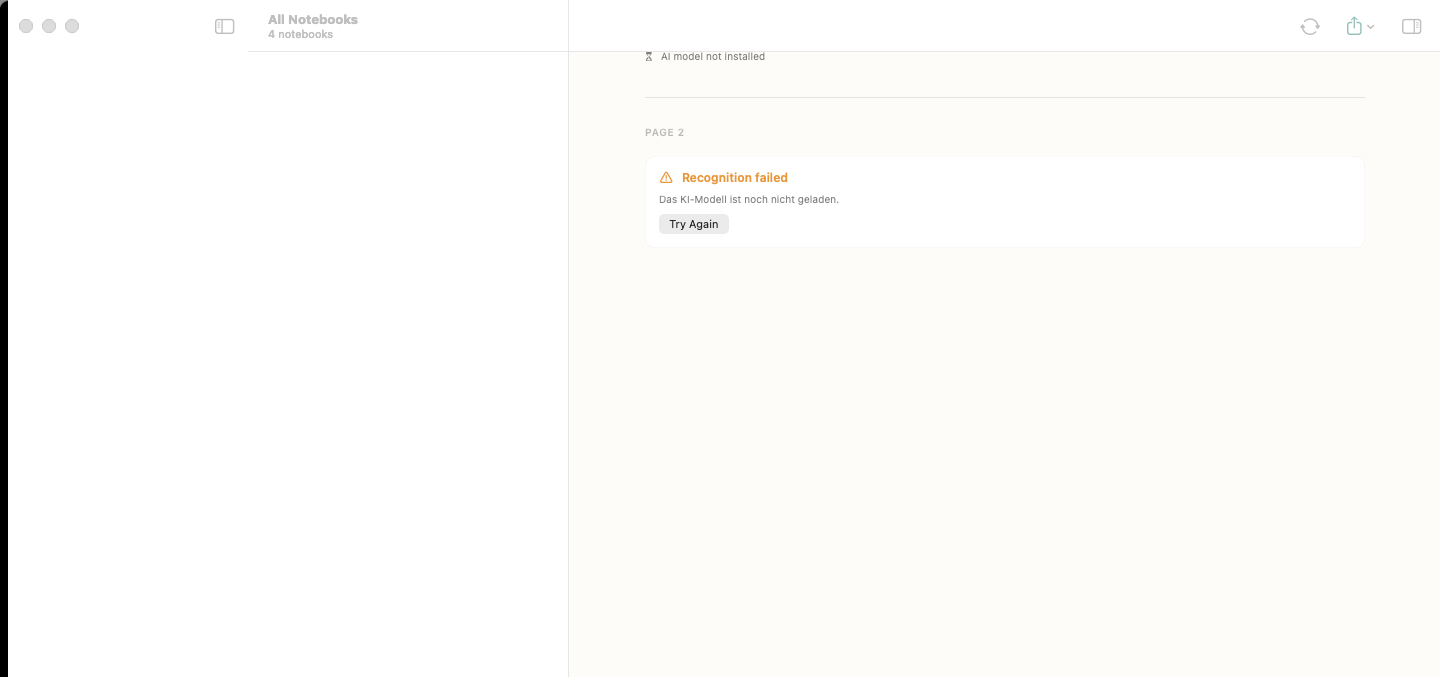 All Notebooks
4 notebooks
AI model not installed
PAGE 2
Recognition failed
Das KI-Modell ist noch nicht geladen.
Try Again